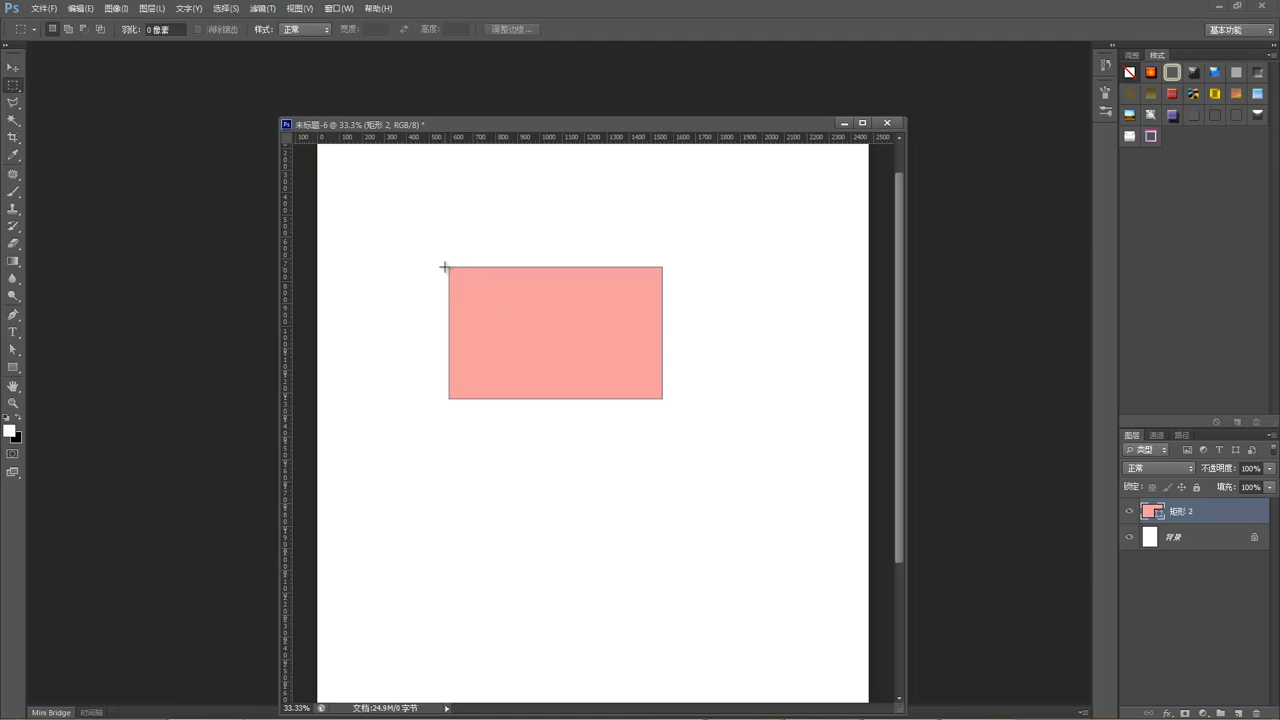 Ps 文件(F) 编辑(E) 图像(I) 图层(L) 文字(Y) 选择(S) 滤镜(T) 视图(V) 窗口(W) 帮助(H)
羽化: 0 像素 消除锯齿 样式: 正常 宽度: 高度: 调整边缘... 基本功能
调整 样式
未标题-6 @ 33.3% (矩形 2, RGB/8) *
100 0 100 200 300 400 500 600 700 800 900 1000 1100 1200 1300 1400 1500 1600 1700 1800 1900 2000 2100 2200 2300 2400 2500
图层 通道 路径
类型
正常 不透明度: 100%
锁定: 填充: 100%
矩形 2
背景
33.33% 文档:24.9M/0 字节
Mini Bridge 时间轴